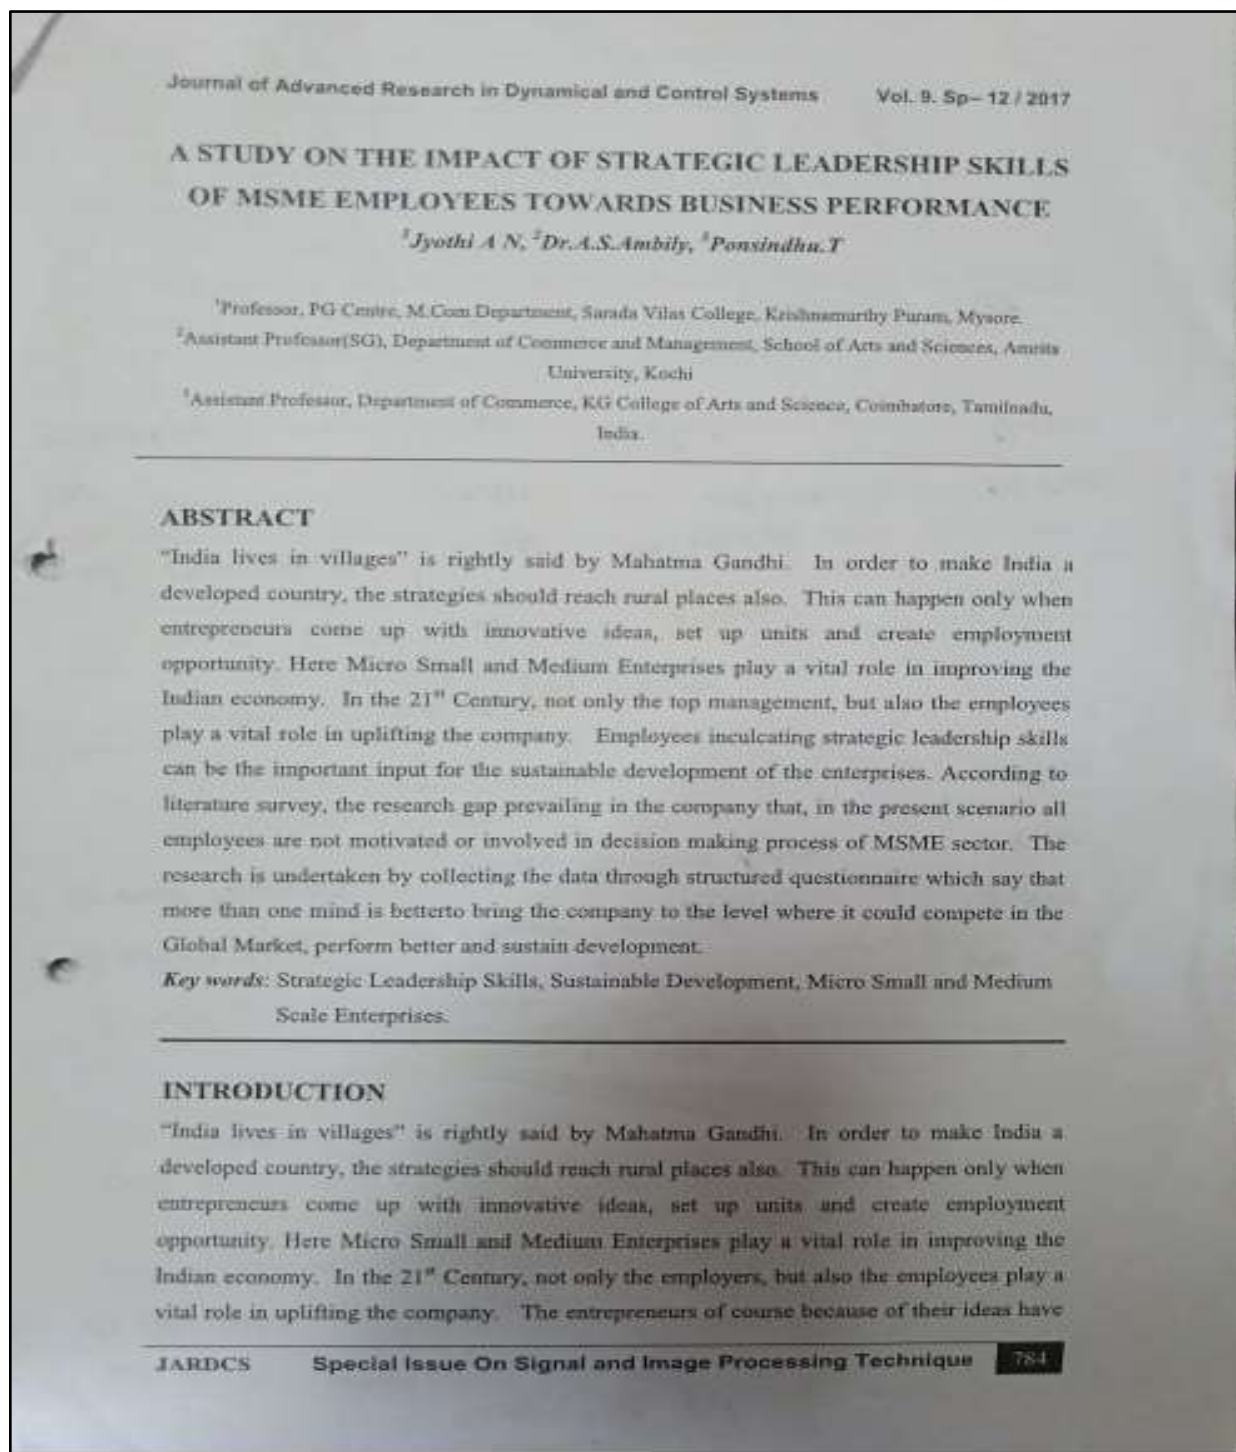 Journal of Advanced Research in Dynamical and Control Systems Vol. 9. Sp– 12 / 2017
A STUDY ON THE IMPACT OF STRATEGIC LEADERSHIP SKILLS
OF MSME EMPLOYEES TOWARDS BUSINESS PERFORMANCE
¹Jyothi A N, ²Dr.A.S.Ambily, ³Ponsindhu.T
¹Professor, PG Centre, M.Com Department, Sarada Vilas College, Krishnamurthy Puram, Mysore.
²Assistant Professor(SG), Department of Commerce and Management, School of Arts and Sciences, Amrita
University, Kochi
³Assistant Professor, Department of Commerce, KG College of Arts and Science, Coimbatore, Tamilnadu,
India.
ABSTRACT
“India lives in villages” is rightly said by Mahatma Gandhi. In order to make India a
developed country, the strategies should reach rural places also. This can happen only when
entrepreneurs come up with innovative ideas, set up units and create employment
opportunity. Here Micro Small and Medium Enterprises play a vital role in improving the
Indian economy. In the 21st Century, not only the top management, but also the employees
play a vital role in uplifting the company. Employees inculcating strategic leadership skills
can be the important input for the sustainable development of the enterprises. According to
literature survey, the research gap prevailing in the company that, in the present scenario all
employees are not motivated or involved in decision making process of MSME sector. The
research is undertaken by collecting the data through structured questionnaire which say that
more than one mind is betterto bring the company to the level where it could compete in the
Global Market, perform better and sustain development.
Key words: Strategic Leadership Skills, Sustainable Development, Micro Small and Medium
Scale Enterprises.
INTRODUCTION
“India lives in villages” is rightly said by Mahatma Gandhi. In order to make India a
developed country, the strategies should reach rural places also. This can happen only when
entrepreneurs come up with innovative ideas, set up units and create employment
opportunity. Here Micro Small and Medium Enterprises play a vital role in improving the
Indian economy. In the 21st Century, not only the employers, but also the employees play a
vital role in uplifting the company. The entrepreneurs of course because of their ideas have
JARDCS Special Issue On Signal and Image Processing Technique 784